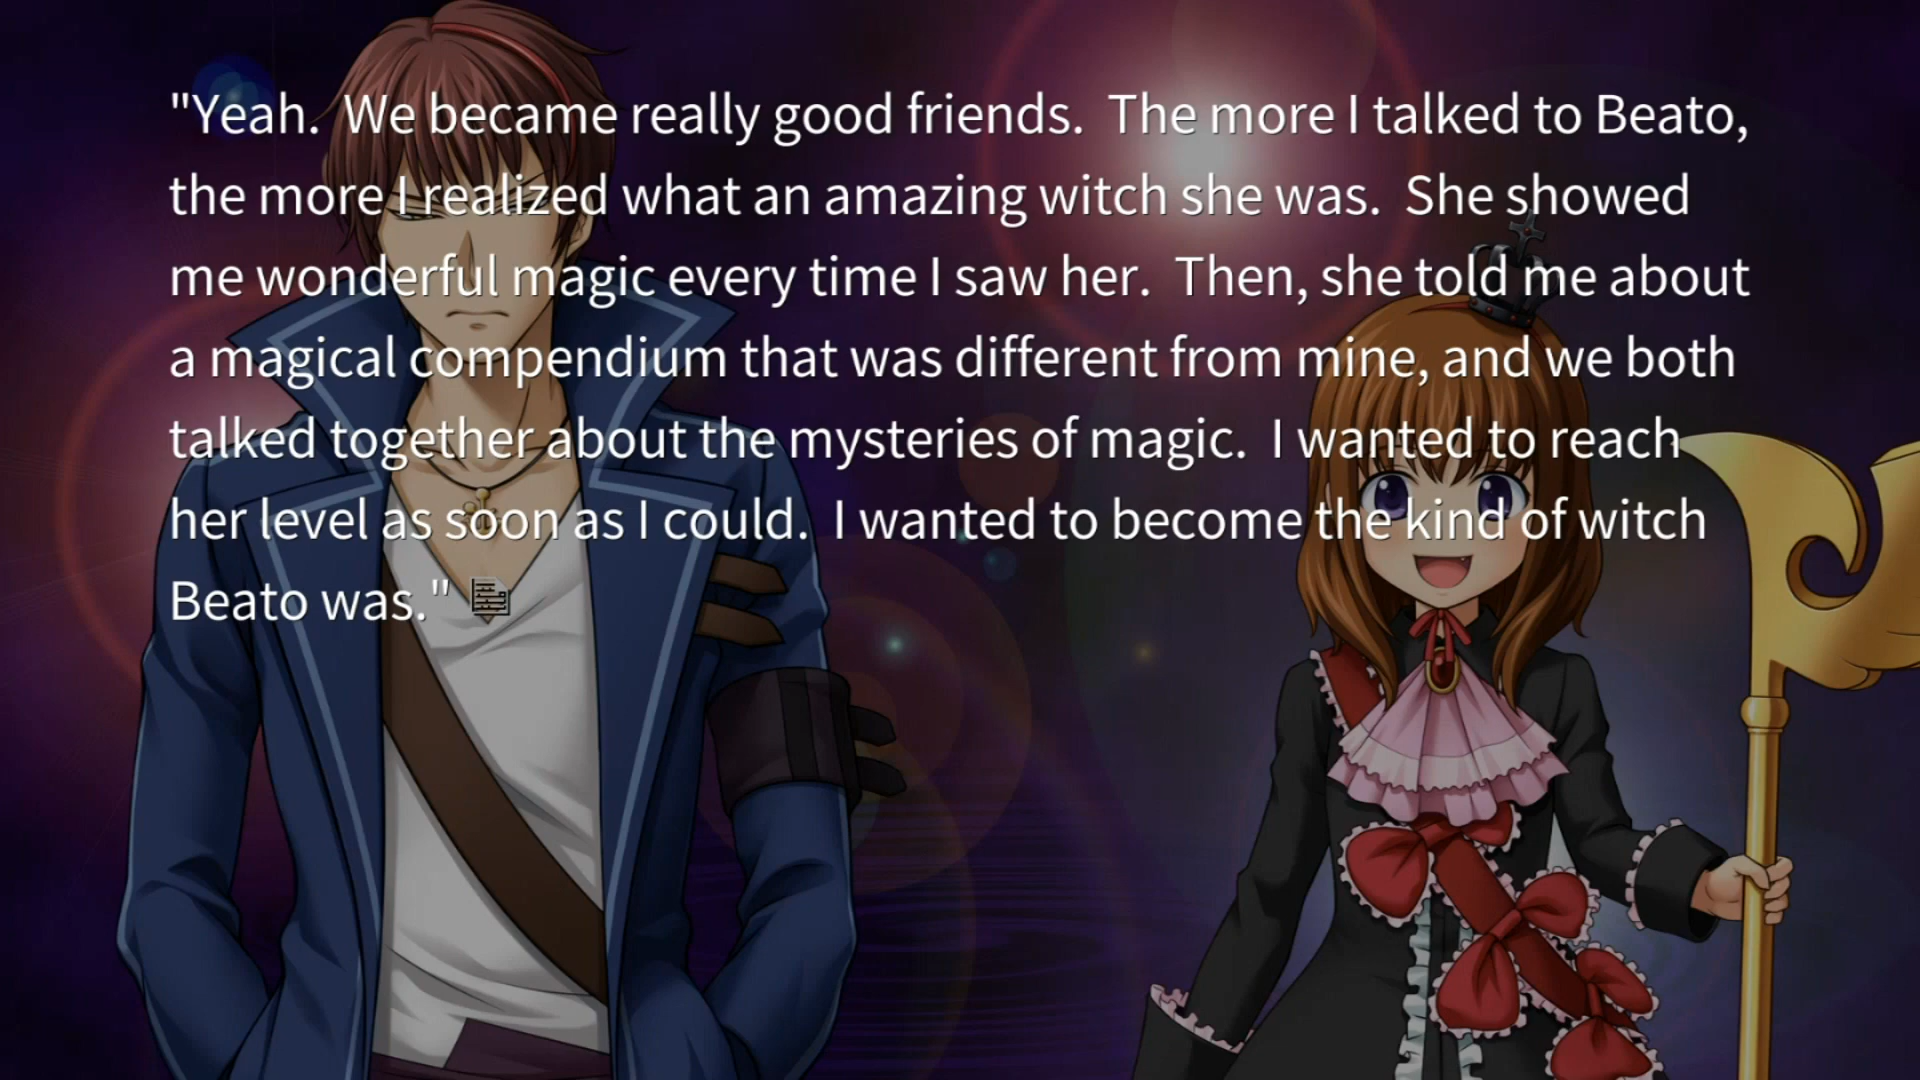 "Yeah.  We became really good friends.  The more I talked to Beato,
the more I realized what an amazing witch she was.  She showed
me wonderful magic every time I saw her.  Then, she told me about
a magical compendium that was different from mine, and we both
talked together about the mysteries of magic.  I wanted to reach
her level as soon as I could.  I wanted to become the kind of witch
Beato was."